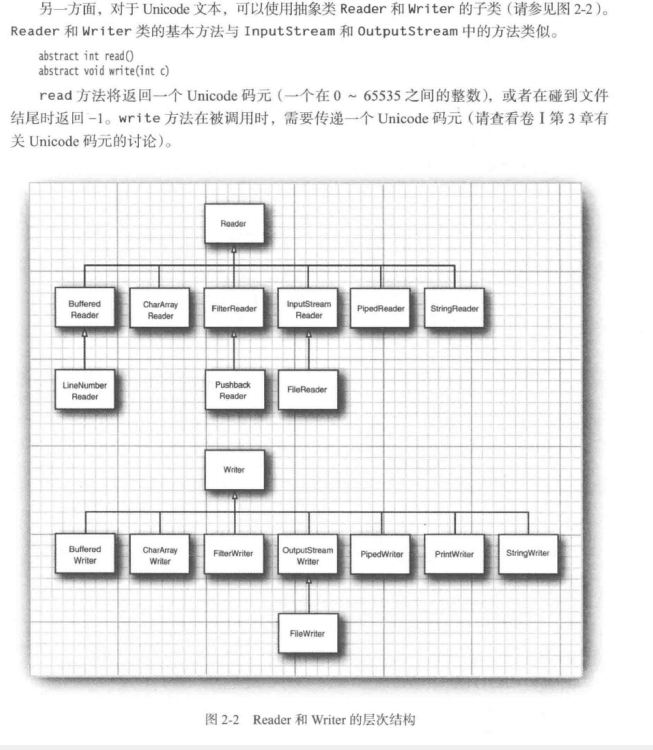 另一方面，对于 Unicode 文本，可以使用抽象类 Reader 和 Writer 的子类（请参见图 2-2）。
Reader 和 Writer 类的基本方法与 InputStream 和 OutputStream 中的方法类似。
abstract int read()
abstract void write(int c)
read 方法将返回一个 Unicode 码元（一个在 0 ~ 65535 之间的整数），或者在碰到文件
结尾时返回 –1。write 方法在被调用时，需要传递一个 Unicode 码元（请查看卷 I 第 3 章有
关 Unicode 码元的讨论）。
Reader
Buffered
Reader
CharArray
Reader
FilterReader
InputStream
Reader
PipedReader
StringReader
LineNumber
Reader
Pushback
Reader
FileReader
Writer
Buffered
Writer
CharArray
Writer
FilterWriter
OutputStream
Writer
PipedWriter
PrintWriter
StringWriter
FileWriter
图 2-2 Reader 和 Writer 的层次结构